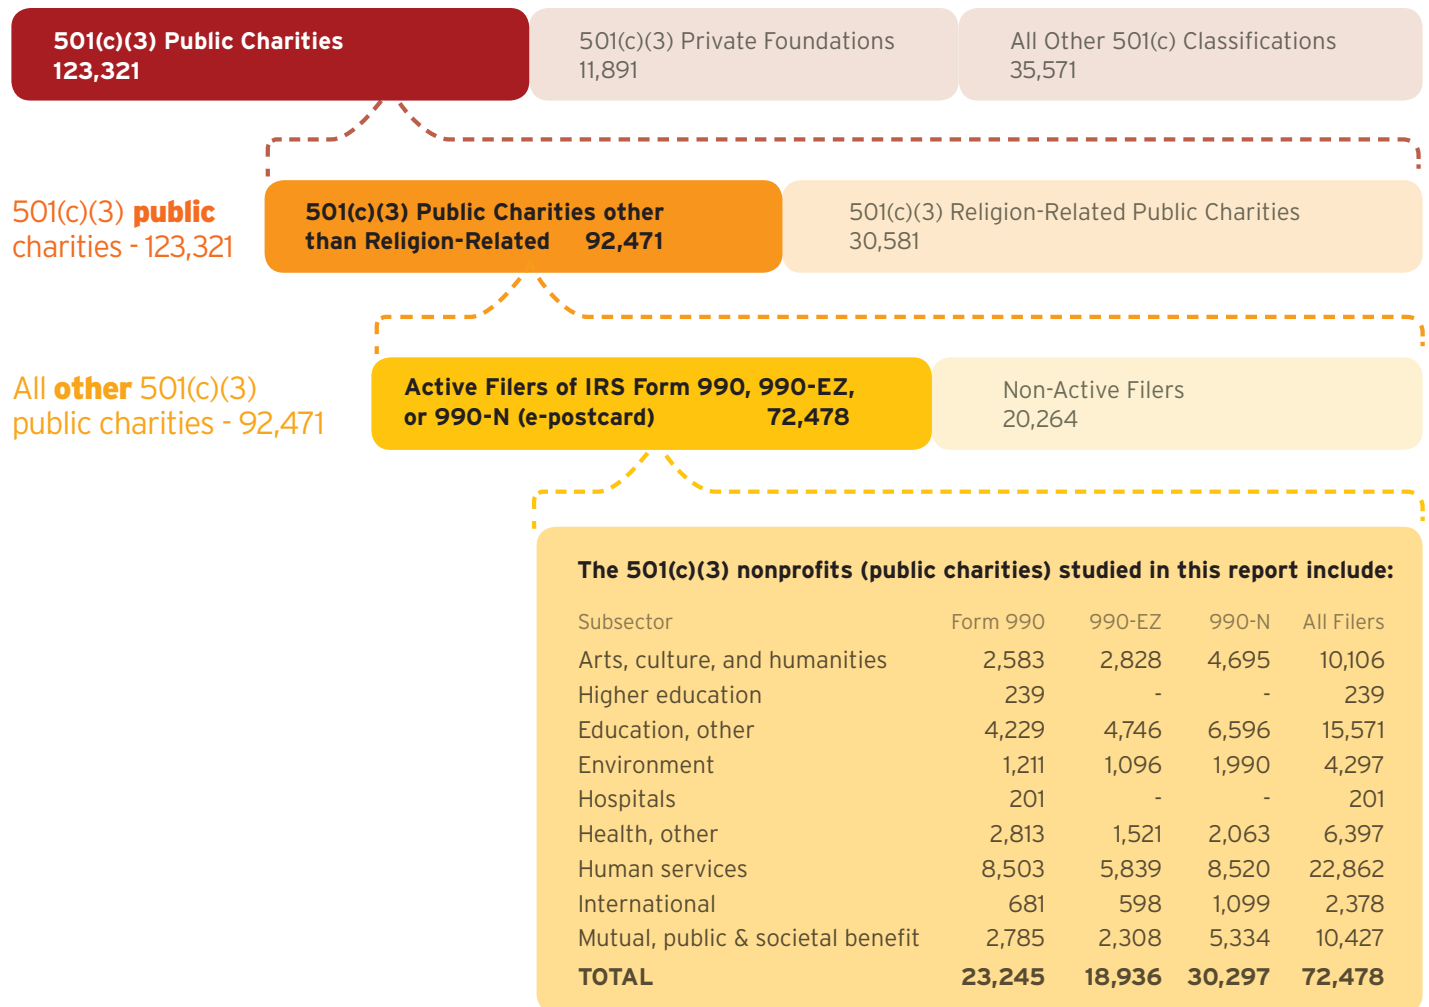 501(c)(3) Public Charities
123,321
501(c)(3) Private Foundations
11,891
All Other 501(c) Classifications
35,571
501(c)(3) public
charities - 123,321
501(c)(3) Public Charities other
than Religion-Related 92,471
501(c)(3) Religion-Related Public Charities
30,581
All other 501(c)(3)
public charities - 92,471
Active Filers of IRS Form 990, 990-EZ,
or 990-N (e-postcard) 72,478
Non-Active Filers
20,264
The 501(c)(3) nonprofits (public charities) studied in this report include:
Subsector Form 990 990-EZ 990-N All Filers
Arts, culture, and humanities 2,583 2,828 4,695 10,106
Higher education 239 - - 239
Education, other 4,229 4,746 6,596 15,571
Environment 1,211 1,096 1,990 4,297
Hospitals 201 - - 201
Health, other 2,813 1,521 2,063 6,397
Human services 8,503 5,839 8,520 22,862
International 681 598 1,099 2,378
Mutual, public & societal benefit 2,785 2,308 5,334 10,427
TOTAL 23,245 18,936 30,297 72,478